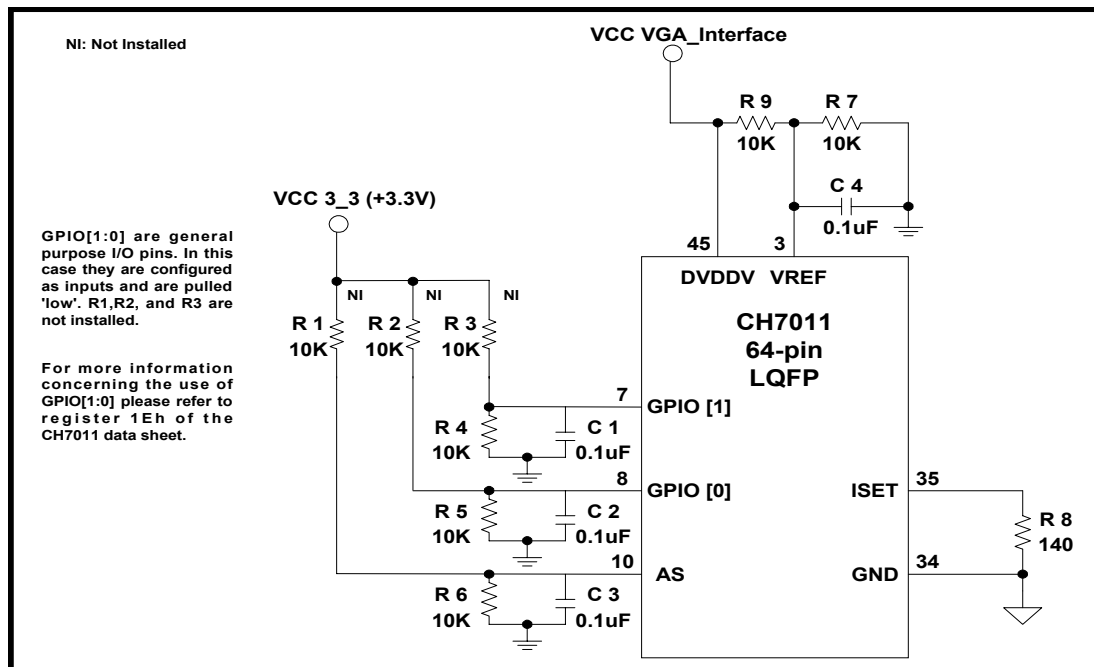 NI: Not Installed
VCC VGA_Interface
R 9
10K
R 7
10K
C 4
0.1uF
VCC 3_3 (+3.3V)
GPIO[1:0] are general
purpose I/O pins. In this
case they are configured
as inputs and are pulled
'low'. R1,R2, and R3 are
not installed.
For more information
concerning the use of
GPIO[1:0] please refer to
register 1Eh of the
CH7011 data sheet.
NI
NI
NI
R 1
10K
R 2
10K
R 3
10K
45
3
DVDDV VREF
CH7011
64-pin
LQFP
7
GPIO [1]
R 4
10K
C 1
0.1uF
8
GPIO [0]
R 5
10K
C 2
0.1uF
10
AS
R 6
10K
C 3
0.1uF
ISET
35
R 8
140
GND
34